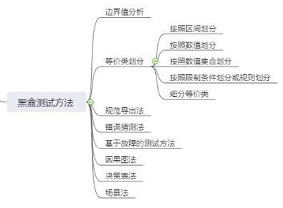 黑盒测试方法
边界值分析
等价类划分
按照区间划分
按照数值划分
按照数值集合划分
按照限制条件划分或规则划分
细分等价类
规范导出法
错误猜测法
基于故障的测试方法
因果图法
决策表法
场景法